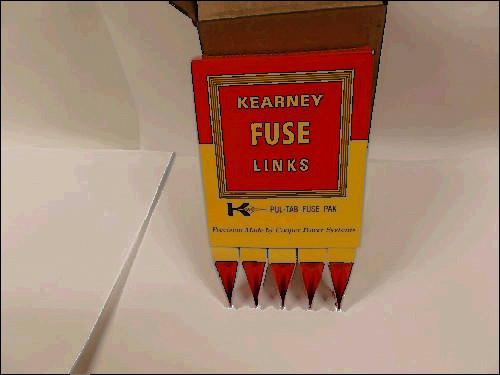 KEARNEY
FUSE
LINKS
K PUL-TAB FUSE PAK
Precision Made by Cooper Power Systems